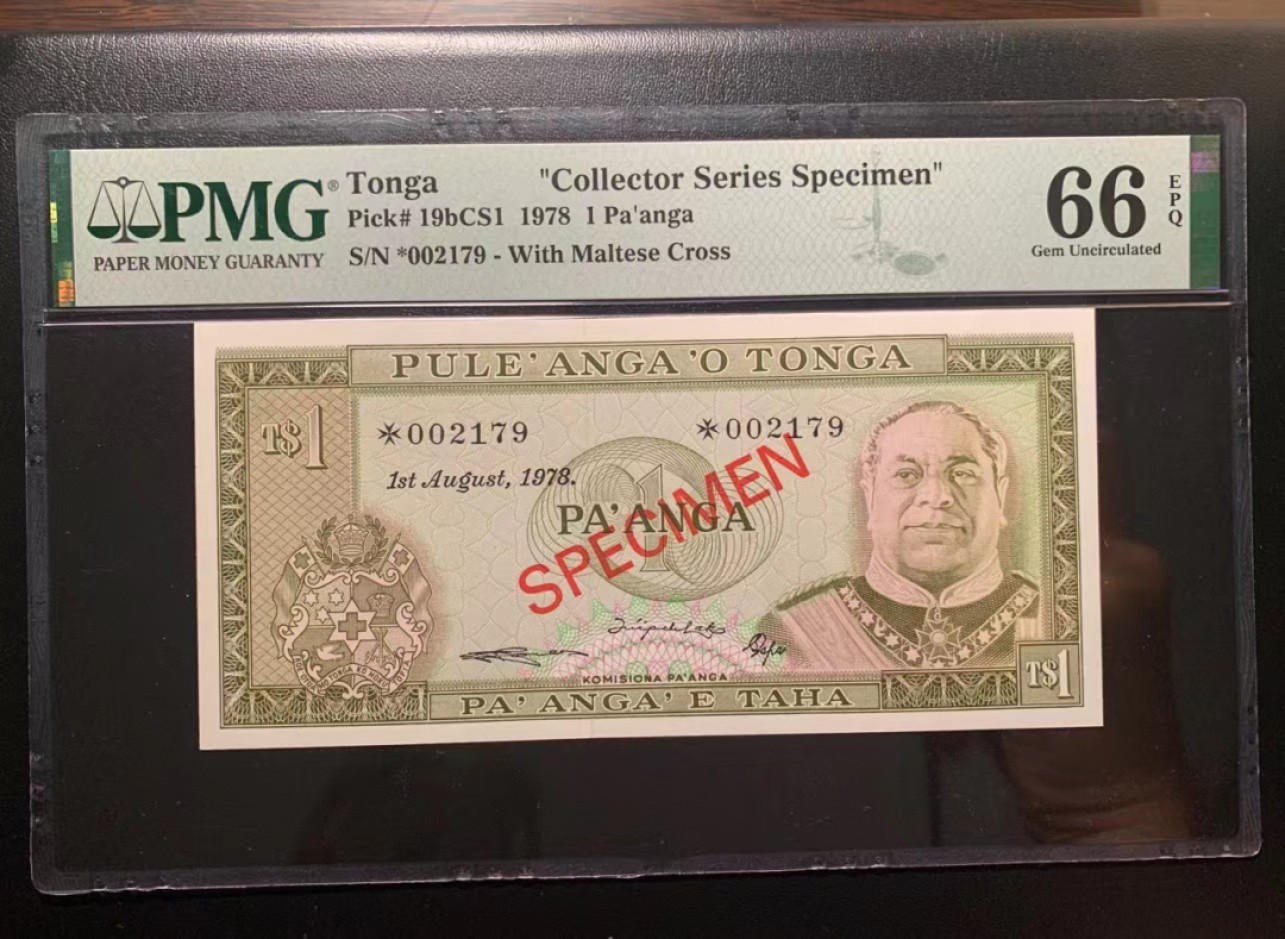 PMG®
PAPER MONEY GUARANTY
Tonga "Collector Series Specimen"
Pick# 19bCS1 1978 1 Pa'anga
S/N *002179 - With Maltese Cross
66
EPQ
Gem Uncirculated
PULE'ANGA 'O TONGA
T$1
✠002179 ✠002179
1st August, 1978.
1
PA'ANGA
SPECIMEN
KOMISIONA PA'ANGA
T$1
PA'ANGA' E TAHA